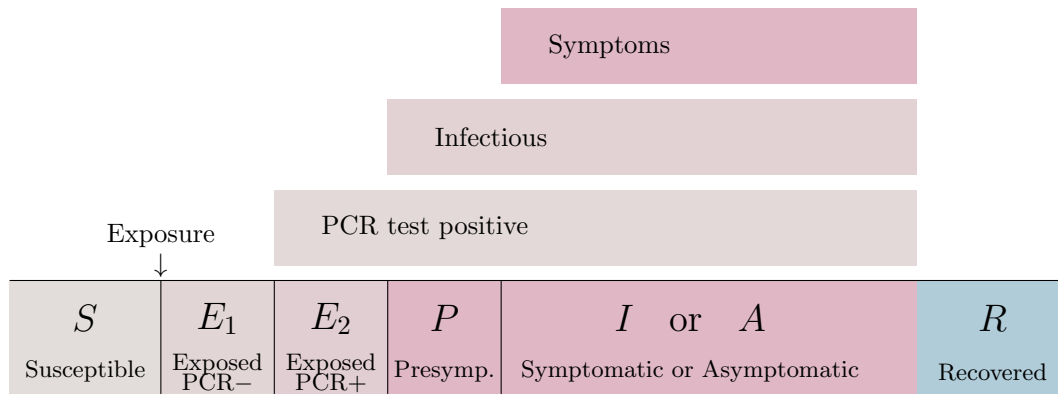 Symptoms
Infectious
PCR test positive
Exposure
↓
S E₁ E₂ P I or A R
Susceptible Exposed PCR− Exposed PCR+ Presymp. Symptomatic or Asymptomatic Recovered